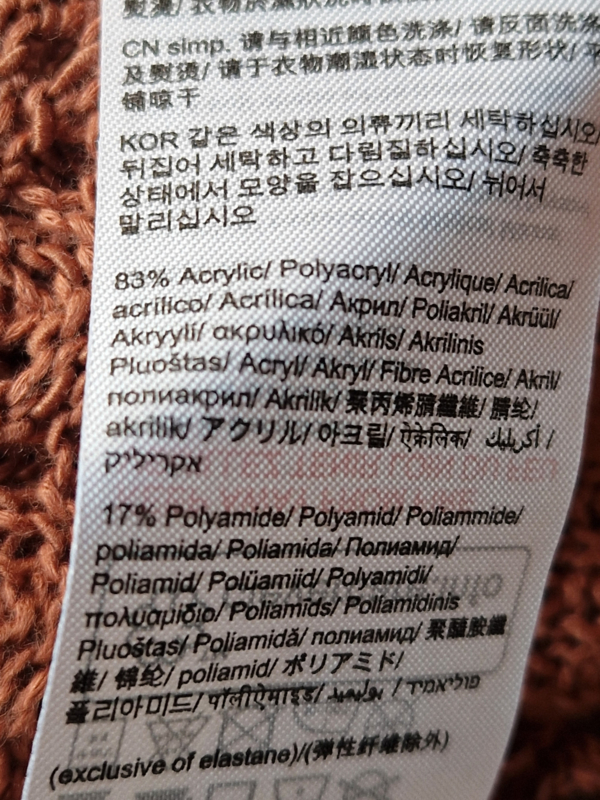 CN simp. 请与相近颜色洗涤/ 请反面洗涤
及熨烫/ 请于衣物潮湿状态时恢复形状/ 平
铺晾干
KOR 같은 색상의 의류끼리 세탁하십시오/
뒤집어 세탁하고 다림질하십시오/ 축축한
상태에서 모양을 잡으십시오/ 뉘어서
말리십시오
83% Acrylic/ Polyacryl/ Acrylique/ Acrilica/
acrílico/ Acrílica/ Акрил/ Poliakril/ Akrüül/
Akryyli/ ακρυλικό/ Akrils/ Akrilinis
Pluoštas/ Acryl/ Akryl/ Fibre Acrilice/ Akril/
полиакрил/ Akrilik/ 聚丙烯腈纖維/ 腈纶/
akrilik/ アクリル/ 아크릴/ ऐक्रेलिक/ أكريليك /
אקריליק
17% Polyamide/ Polyamid/ Poliammide/
poliamida/ Poliamida/ Полиамид/
Poliamid/ Polüamiid/ Polyamidi/
πολυαμίδιο/ Poliamīds/ Poliamidinis
Pluoštas/ Poliamidă/ полиамид/ 聚醯胺纖
維/ 锦纶/ poliamid/ ポリアミド/
폴리아미드/ पॉलीऐमाइड/ بوليميد / פוליאמיד
(exclusive of elastane)/(弹性纤维除外)